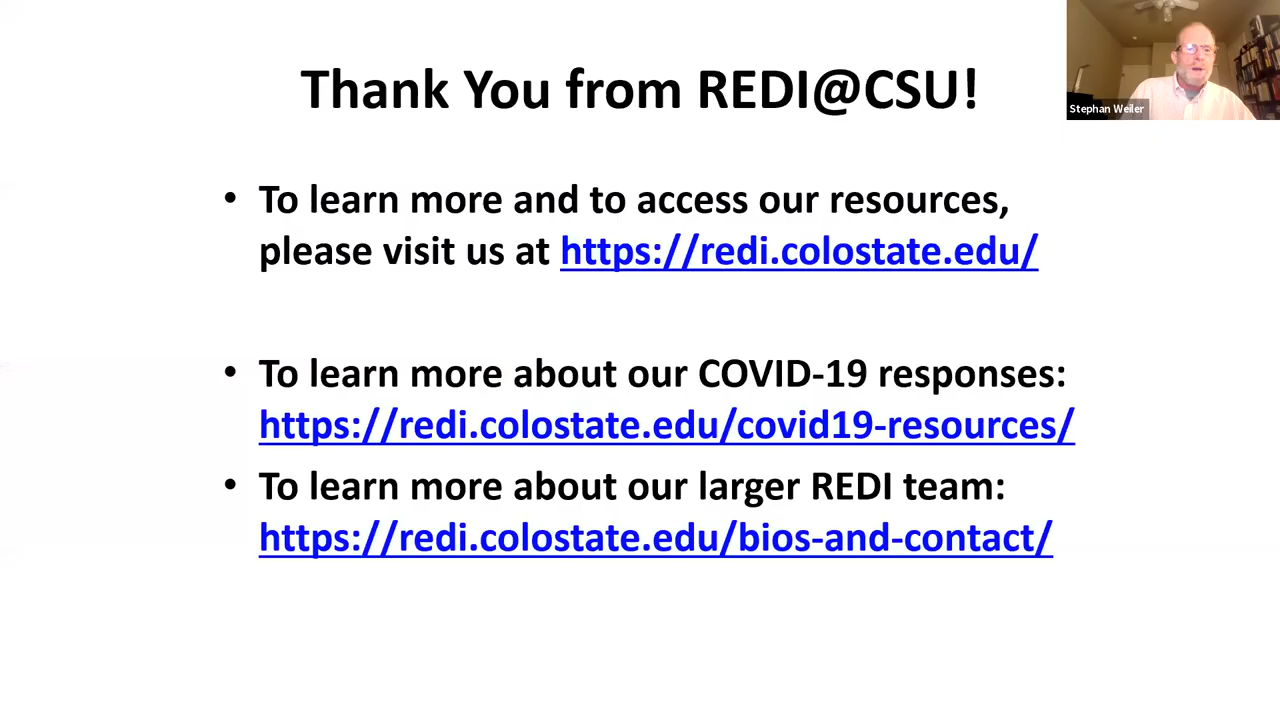 Thank You from REDI@CSU!
Stephan Weiler
• To learn more and to access our resources,
please visit us at https://redi.colostate.edu/
• To learn more about our COVID-19 responses:
https://redi.colostate.edu/covid19-resources/
• To learn more about our larger REDI team:
https://redi.colostate.edu/bios-and-contact/